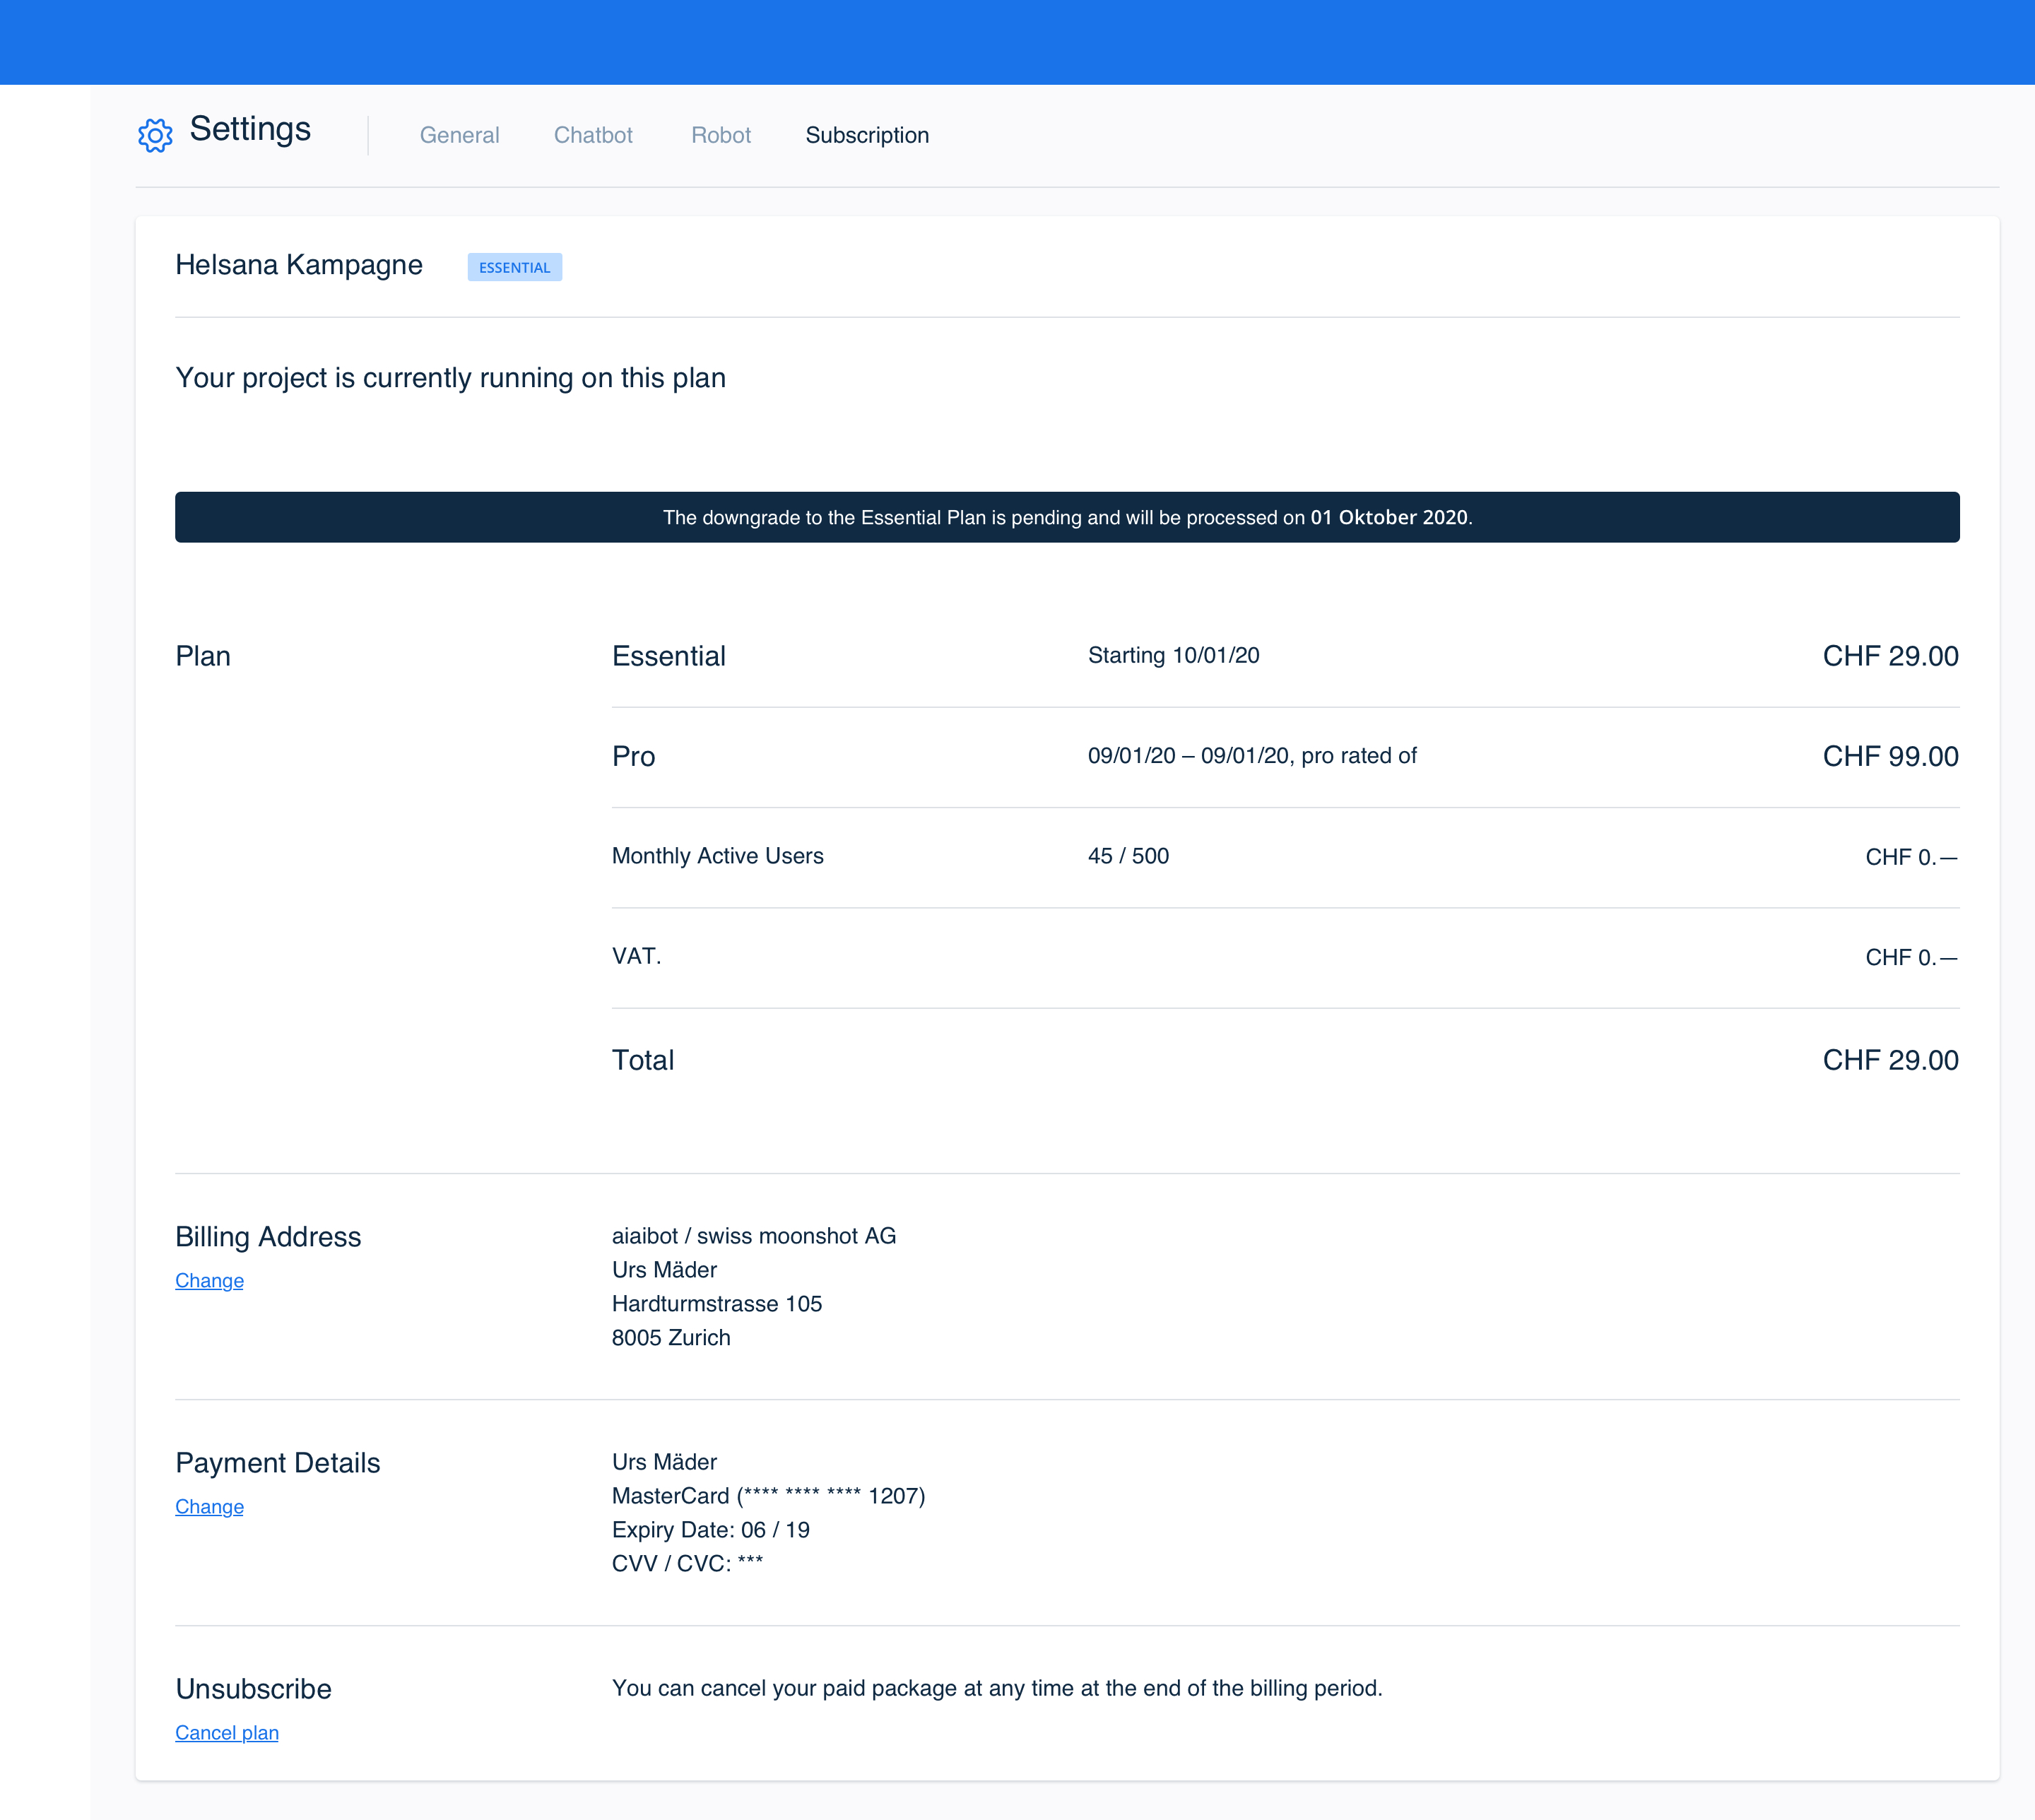 Settings General Chatbot Robot Subscription
Helsana Kampagne ESSENTIAL
Your project is currently running on this plan
The downgrade to the Essential Plan is pending and will be processed on 01 Oktober 2020.
Plan Essential Starting 10/01/20 CHF 29.00
Pro 09/01/20 – 09/01/20, pro rated of CHF 99.00
Monthly Active Users 45 / 500 CHF 0.—
VAT. CHF 0.—
Total CHF 29.00
Billing Address aiaibot / swiss moonshot AG
Change Urs Mäder
Hardturmstrasse 105
8005 Zurich
Payment Details Urs Mäder
Change MasterCard (**** **** **** 1207)
Expiry Date: 06 / 19
CVV / CVC: ***
Unsubscribe You can cancel your paid package at any time at the end of the billing period.
Cancel plan